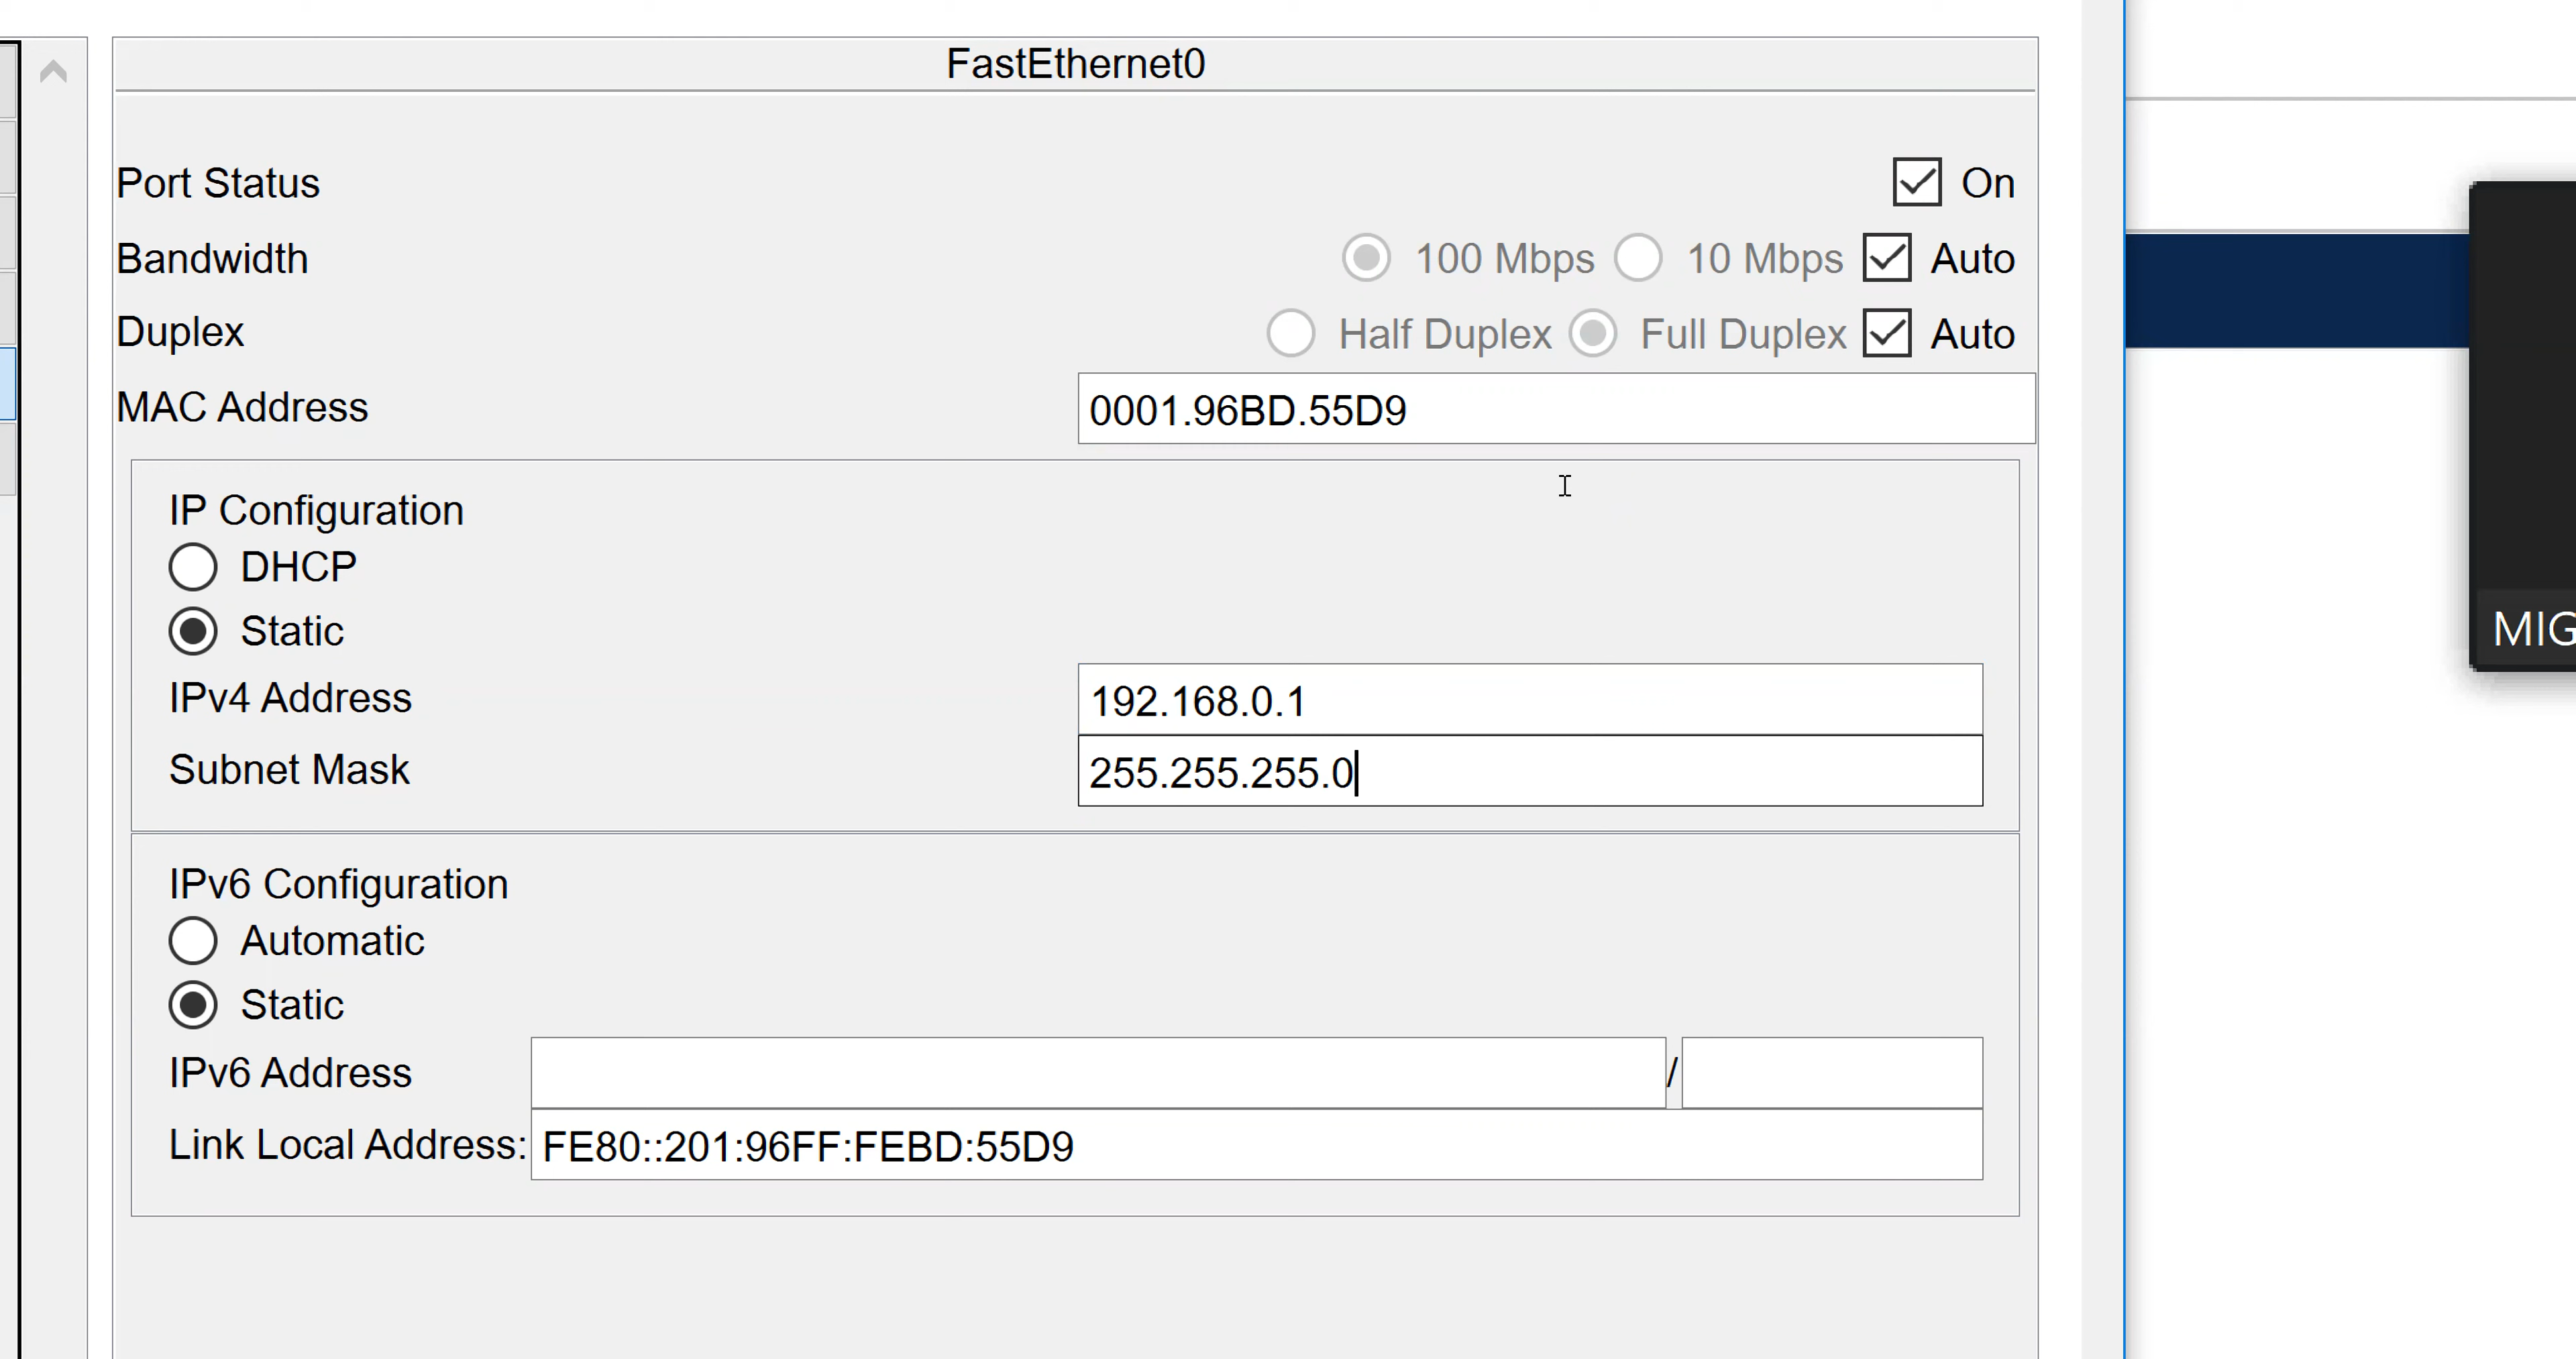 FastEthernet0
Port Status On
Bandwidth 100 Mbps 10 Mbps Auto
Duplex Half Duplex Full Duplex Auto
MAC Address 0001.96BD.55D9
IP Configuration
DHCP
Static
IPv4 Address 192.168.0.1
Subnet Mask 255.255.255.0
IPv6 Configuration
Automatic
Static
IPv6 Address /
Link Local Address: FE80::201:96FF:FEBD:55D9
MIG